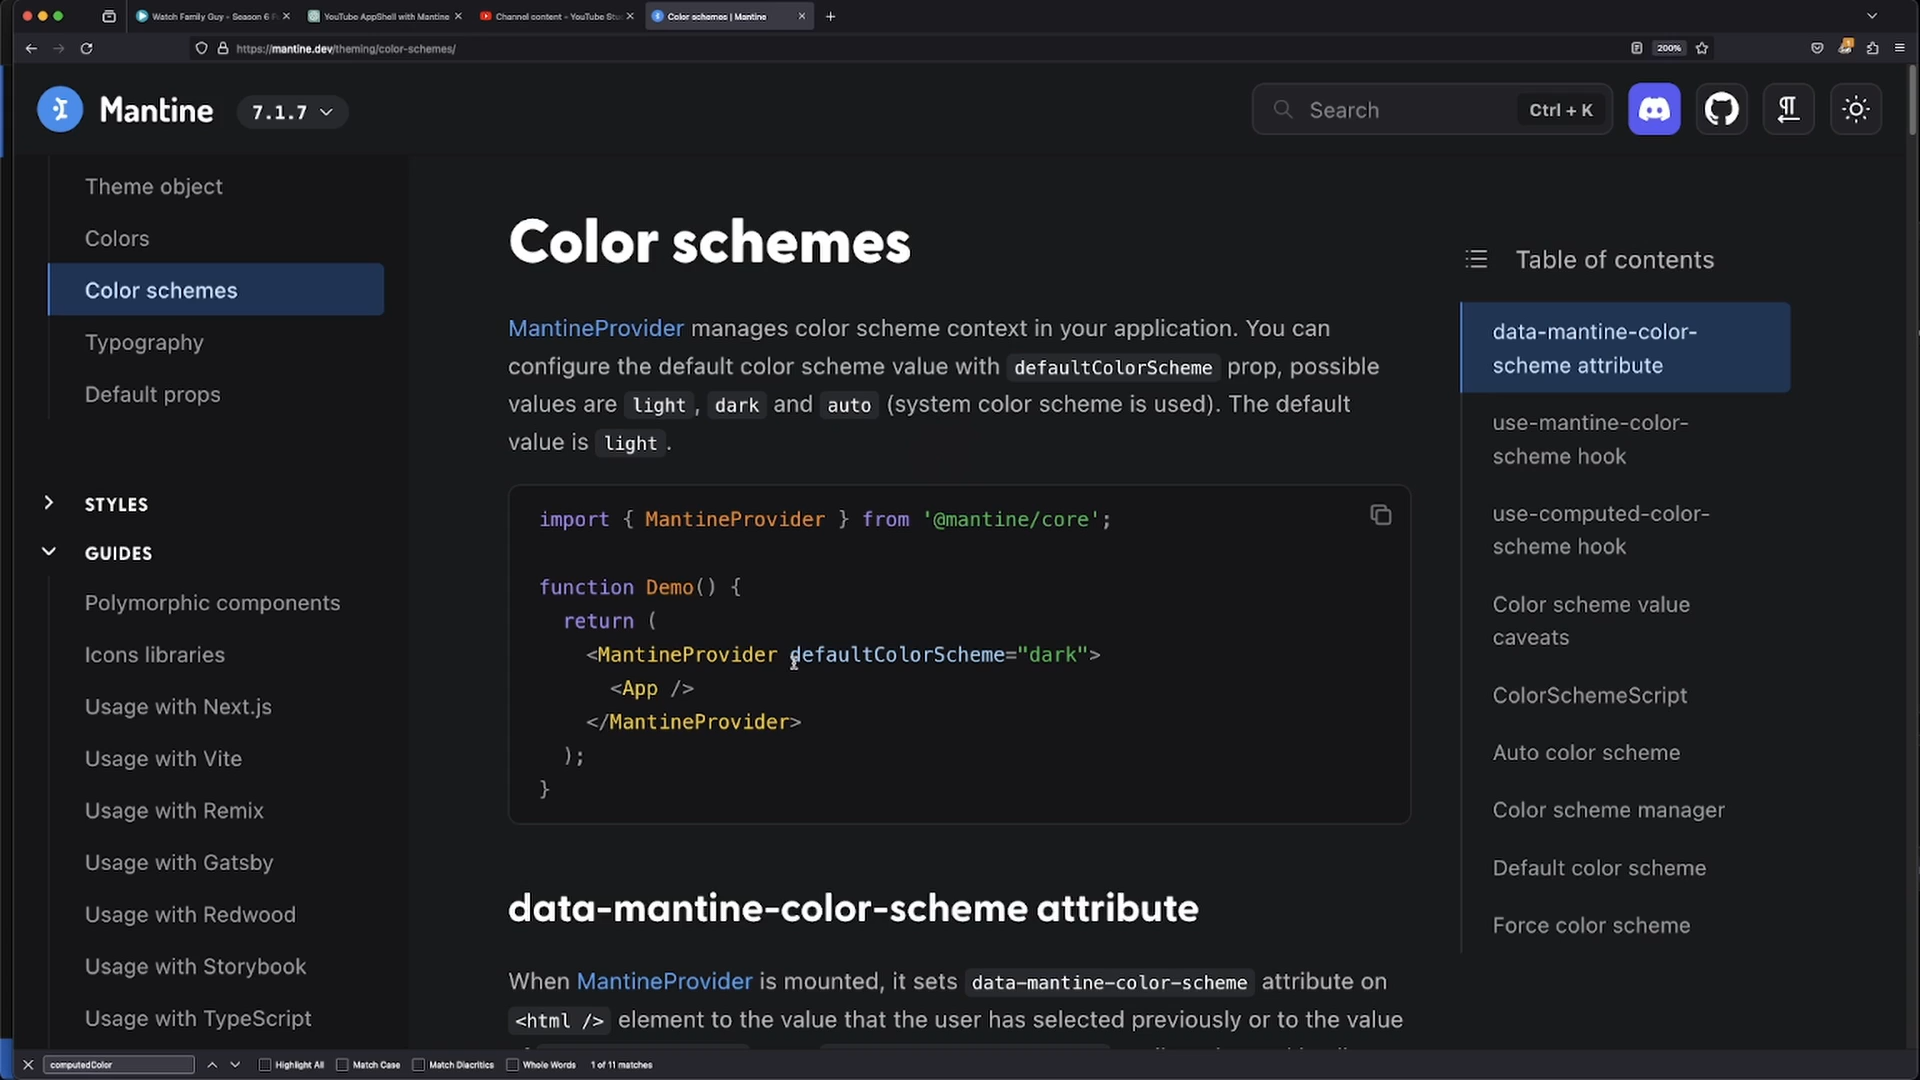 Watch Family Guy - Season 6
YouTube AppShell with Mantine
Channel content - YouTube Stu
Color schemes | Mantine
https://mantine.dev/theming/color-schemes/
200%
Mantine
7.1.7
Search
Ctrl + K
Theme object
Colors
Color schemes
Typography
Default props
STYLES
GUIDES
Polymorphic components
Icons libraries
Usage with Next.js
Usage with Vite
Usage with Remix
Usage with Gatsby
Usage with Redwood
Usage with Storybook
Usage with TypeScript
Color schemes
MantineProvider manages color scheme context in your application. You can
configure the default color scheme value with defaultColorScheme prop, possible
values are light, dark and auto (system color scheme is used). The default
value is light.
import { MantineProvider } from '@mantine/core';
function Demo() {
return (
<MantineProvider defaultColorScheme="dark">
<App />
</MantineProvider>
);
}
data-mantine-color-scheme attribute
When MantineProvider is mounted, it sets data-mantine-color-scheme attribute on
<html /> element to the value that the user has selected previously or to the value
Table of contents
data-mantine-color-
scheme attribute
use-mantine-color-
scheme hook
use-computed-color-
scheme hook
Color scheme value
caveats
ColorSchemeScript
Auto color scheme
Color scheme manager
Default color scheme
Force color scheme
computedColor
Highlight All
Match Case
Match Diacritics
Whole Words
1 of 11 matches